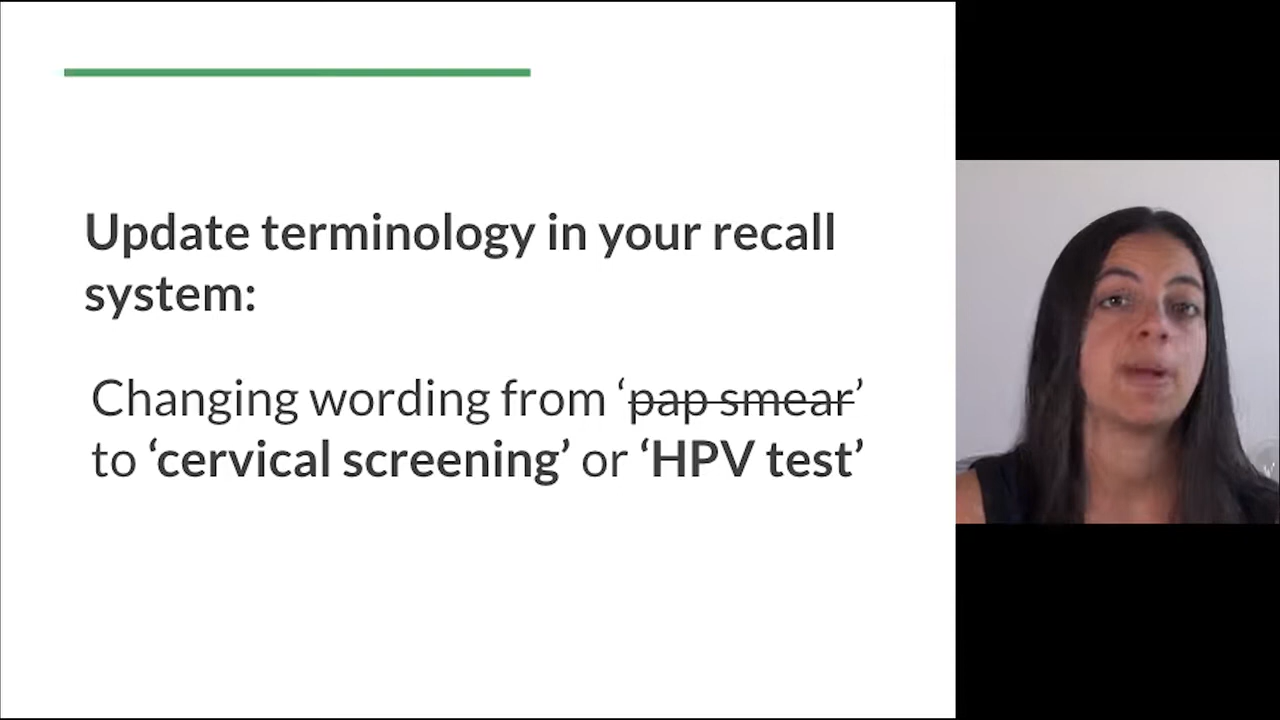 Update terminology in your recall
system:
Changing wording from ‘pap smear’
to ‘cervical screening’ or ‘HPV test’